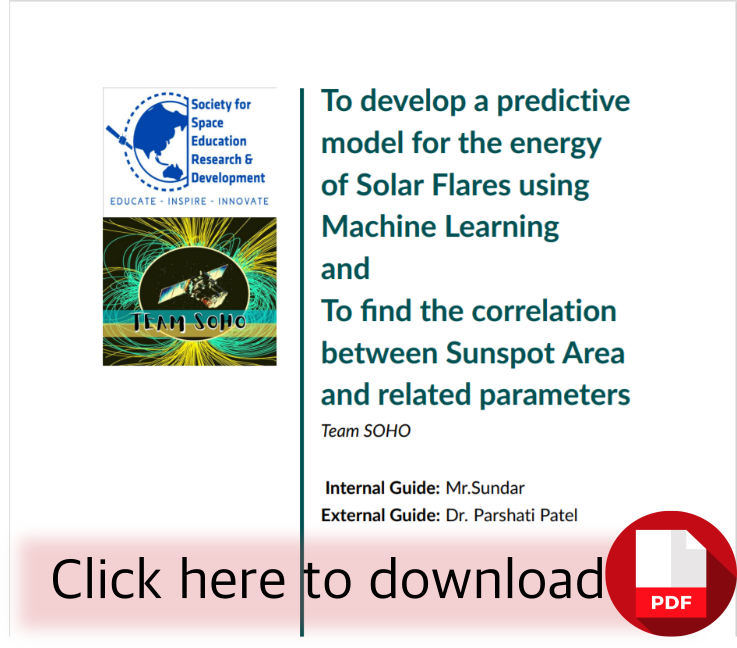 Society for
Space
Education
Research &
Development
EDUCATE - INSPIRE - INNOVATE
TEAM SOHO
To develop a predictive
model for the energy
of Solar Flares using
Machine Learning
and
To find the correlation
between Sunspot Area
and related parameters
Team SOHO
Internal Guide: Mr.Sundar
External Guide: Dr. Parshati Patel
Click here to download
PDF